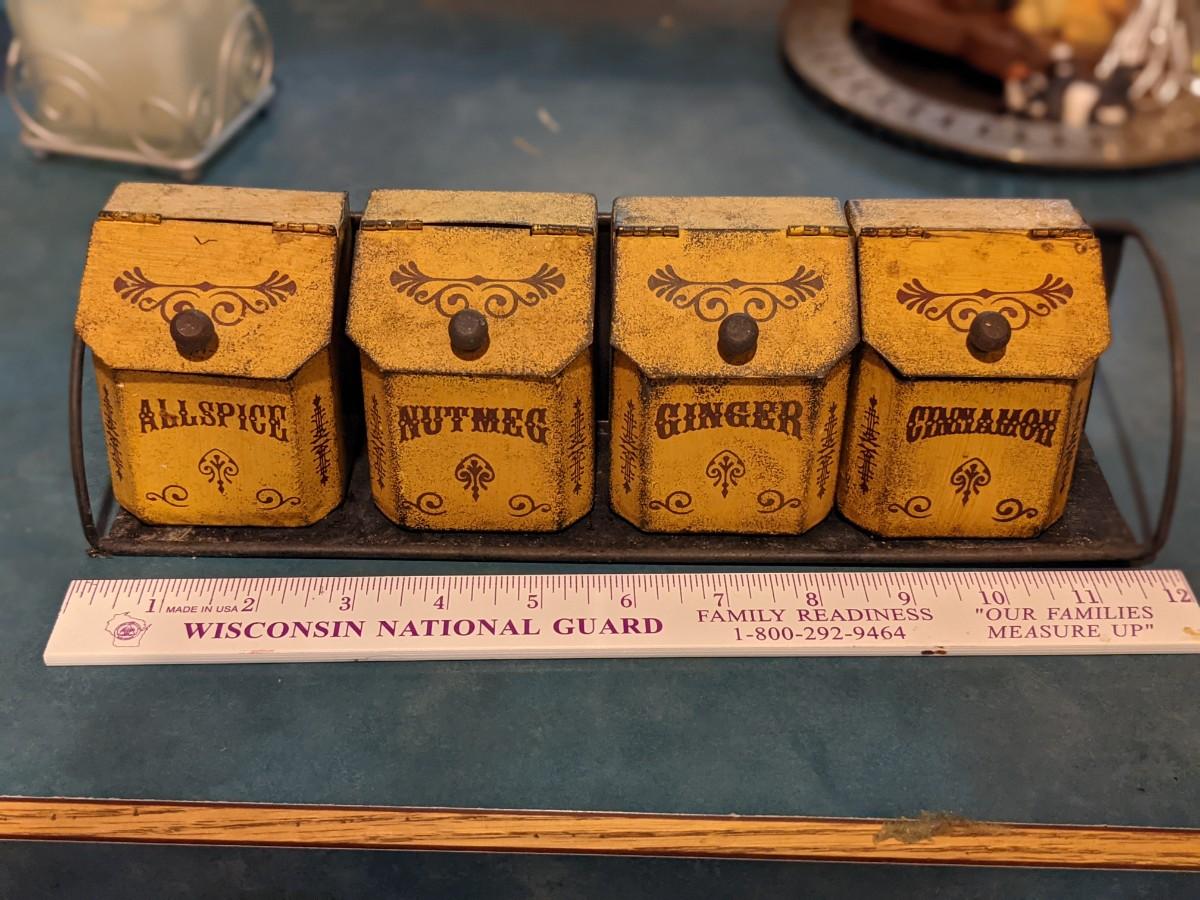 ALLSPICE
NUTMEG
GINGER
CINNAMON
1 MADE IN USA 2 3 4 5 6 7 8 9 10 11 12
WISCONSIN NATIONAL GUARD
FAMILY READINESS
1-800-292-9464
"OUR FAMILIES
MEASURE UP"